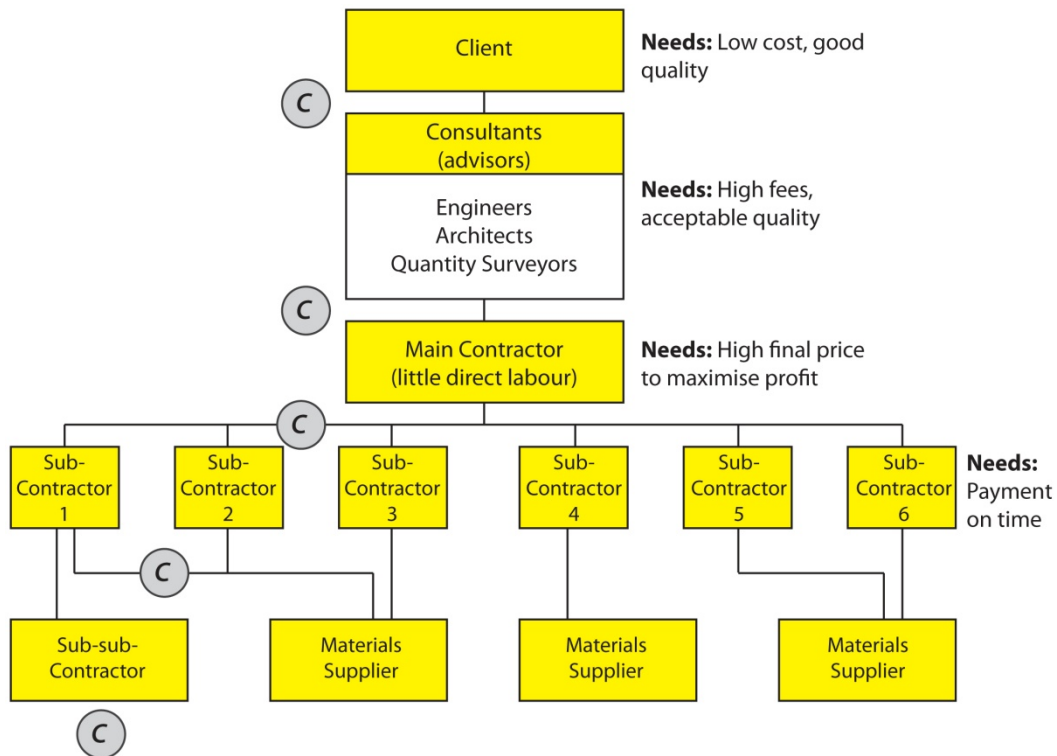 Client
Needs: Low cost, good
quality
C
Consultants
(advisors)
Engineers
Architects
Quantity Surveyors
Needs: High fees,
acceptable quality
C
Main Contractor
(little direct labour)
Needs: High final price
to maximise profit
C
Sub-
Contractor
1
Sub-
Contractor
2
Sub-
Contractor
3
Sub-
Contractor
4
Sub-
Contractor
5
Sub-
Contractor
6
Needs:
Payment
on time
C
Sub-sub-
Contractor
Materials
Supplier
Materials
Supplier
Materials
Supplier
C